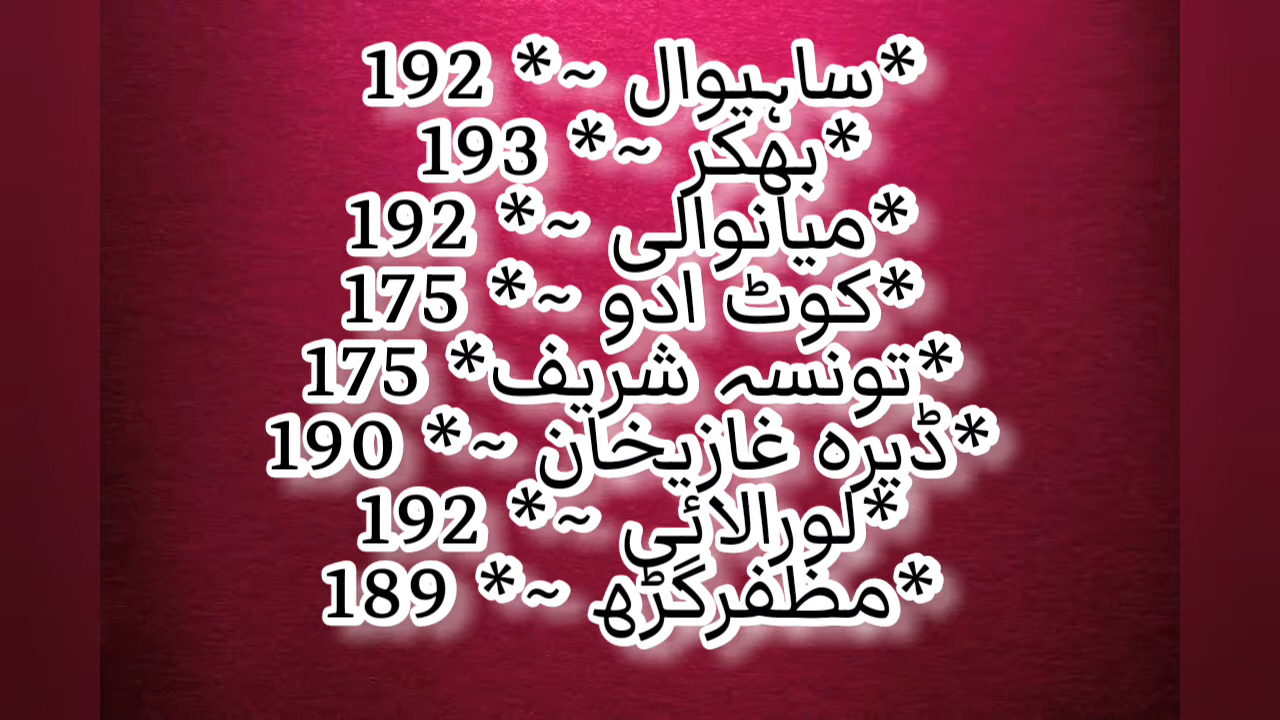 *ساہیوال ~* 192
*بھکر ~* 193
*میانوالی ~* 192
*کوٹ ادو ~* 175
*تونسہ شریف* 175
*ڈیرہ غازیخان ~* 190
*لورالائی ~* 192
*مظفرگڑھ ~* 189